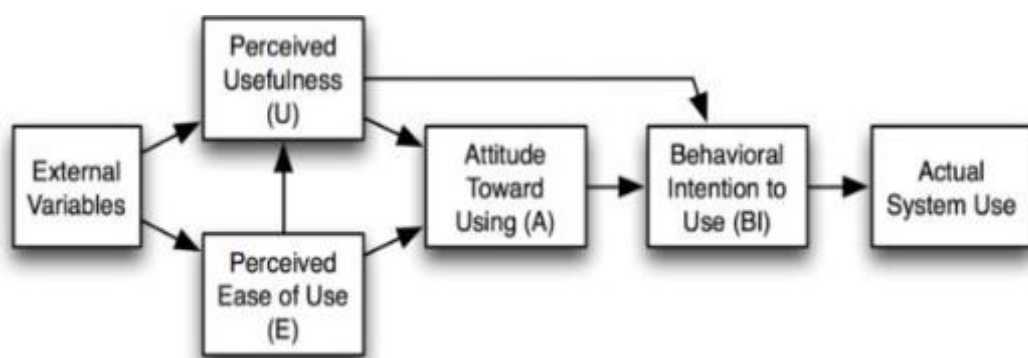 External
Variables
Perceived
Usefulness
(U)
Perceived
Ease of Use
(E)
Attitude
Toward
Using (A)
Behavioral
Intention to
Use (BI)
Actual
System Use